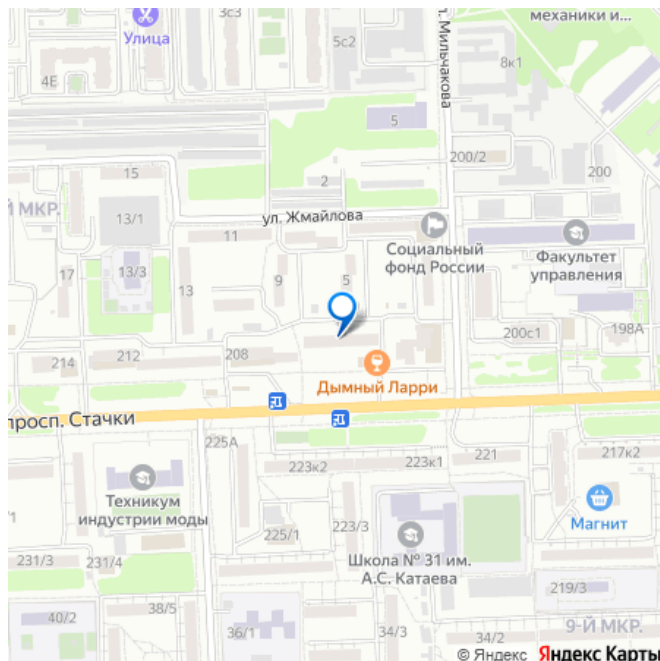 3с3
механики и...
Улица
5с2
л. Мильчакова
8к1
4Е
5
200/2
200
15
2
Й МКР.
13/1
ул. Жмайлова
11
Социальный
фонд России
Факультет
управления
17
13/3
9
5
13
200с1
198А
214
212
208
Дымный Ларри
просп. Стачки
225А
223к2
223к1
221
217к2
Техникум
индустрии моды
Магнит
/1
225/1
223/3
Школа № 31 им.
А.С. Катаева
231/3
231/4
219/3
40/2
38/5
36/1
34/3
34/2
9-Й МКР.
© Яндекс Яндекс Карты